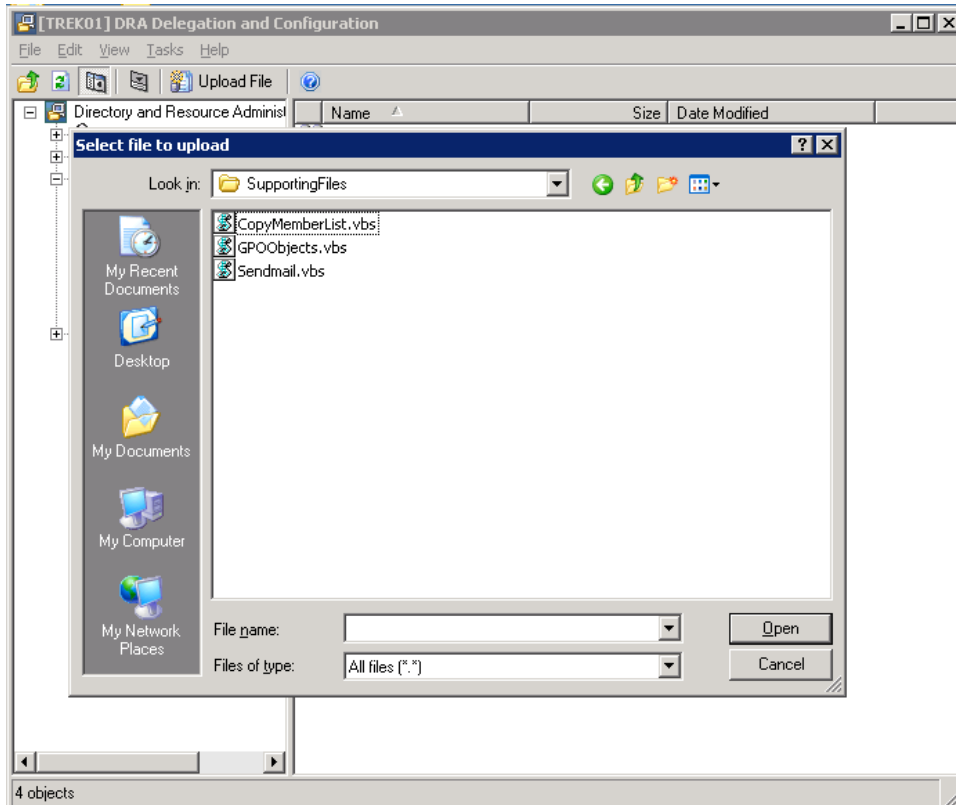 [TREK01] DRA Delegation and Configuration
File Edit View Tasks Help
Upload File
Directory and Resource Administ
Name Size Date Modified
Select file to upload
Look in: SupportingFiles
CopyMemberList.vbs
GPOObjects.vbs
Sendmail.vbs
My Recent
Documents
Desktop
My Documents
My Computer
My Network
Places
File name: Open
Files of type: All files (*.*) Cancel
4 objects